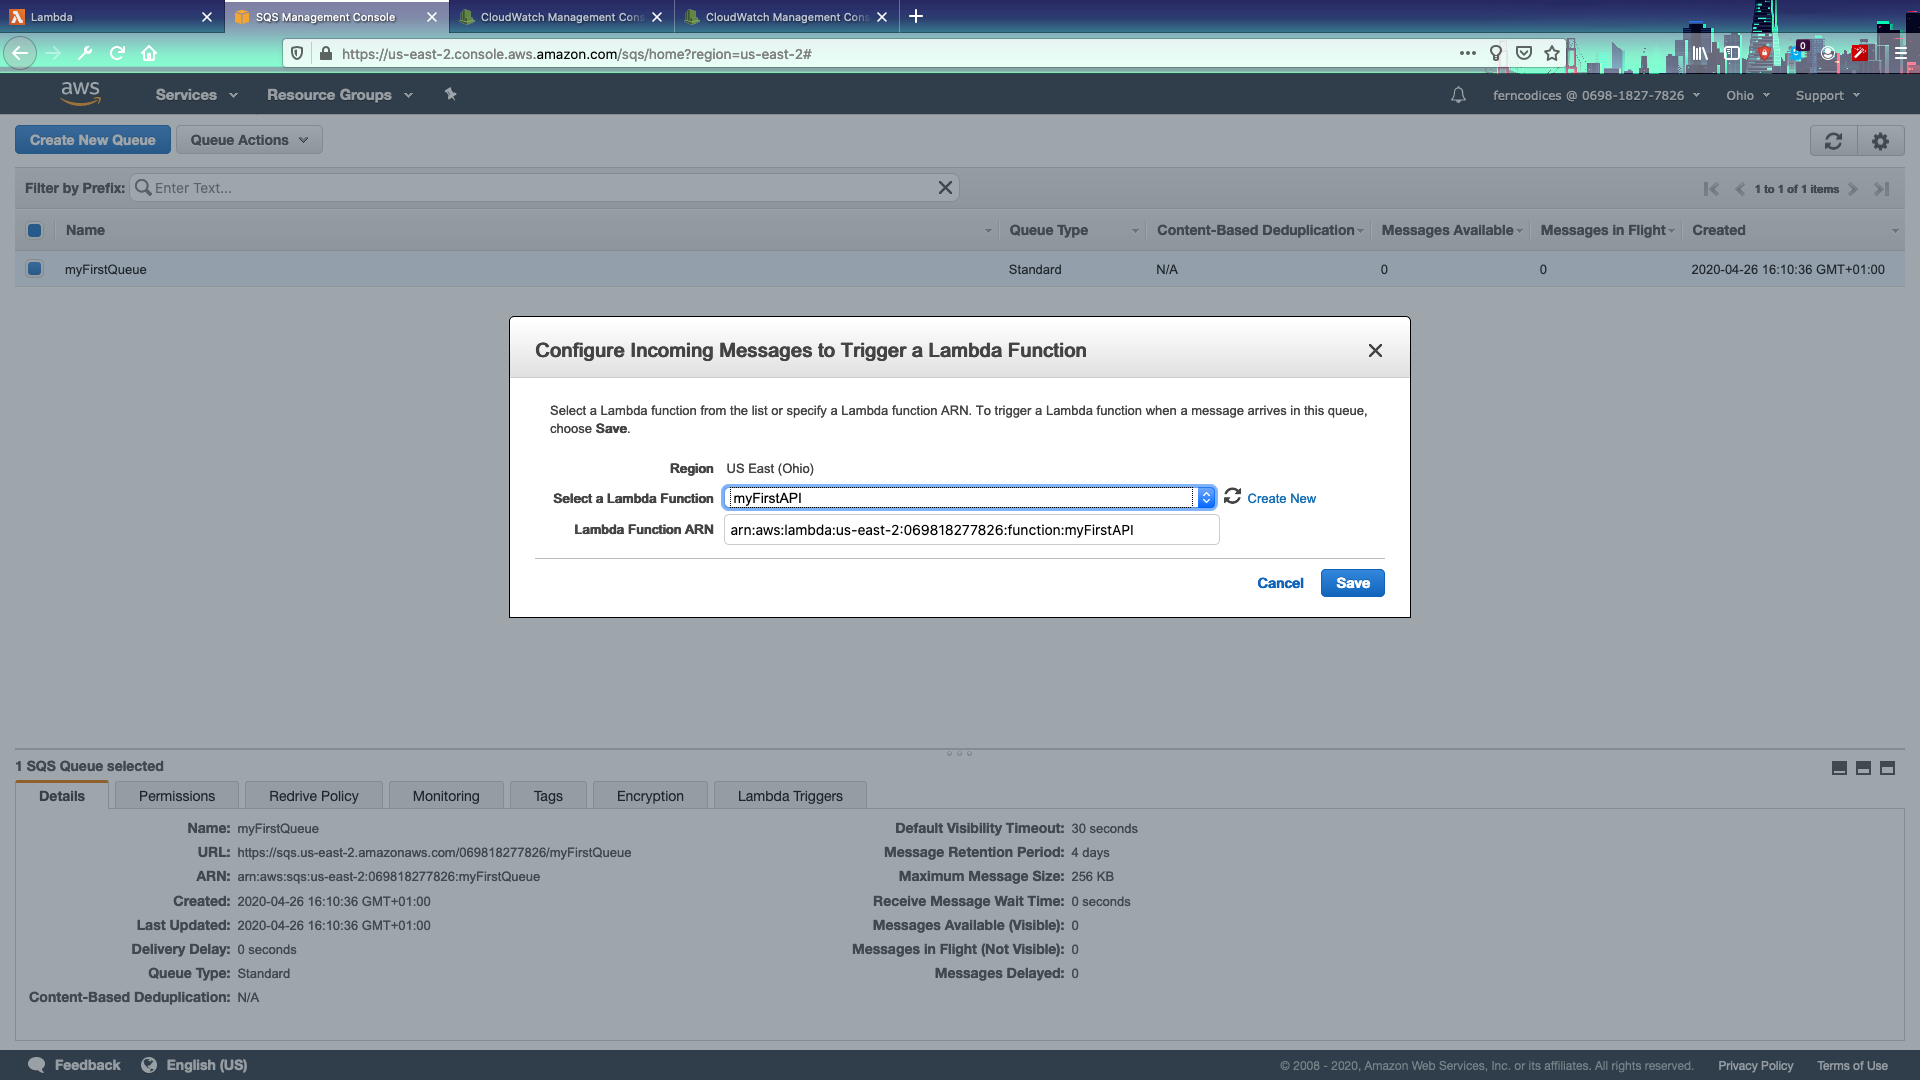 Lambda
SQS Management Console
CloudWatch Management Cons
CloudWatch Management Cons
https://us-east-2.console.aws.amazon.com/sqs/home?region=us-east-2#
0
aws
Services
Resource Groups
ferncodices @ 0698-1827-7826
Ohio
Support
Create New Queue
Queue Actions
Filter by Prefix:
Enter Text...
1 to 1 of 1 items
Name
Queue Type
Content-Based Deduplication
Messages Available
Messages in Flight
Created
myFirstQueue
Standard
N/A
0
0
2020-04-26 16:10:36 GMT+01:00
Configure Incoming Messages to Trigger a Lambda Function
Select a Lambda function from the list or specify a Lambda function ARN. To trigger a Lambda function when a message arrives in this queue,
choose Save.
Region US East (Ohio)
Select a Lambda Function myFirstAPI Create New
Lambda Function ARN arn:aws:lambda:us-east-2:069818277826:function:myFirstAPI
Cancel
Save
1 SQS Queue selected
Details
Permissions
Redrive Policy
Monitoring
Tags
Encryption
Lambda Triggers
Name: myFirstQueue
URL: https://sqs.us-east-2.amazonaws.com/069818277826/myFirstQueue
ARN: arn:aws:sqs:us-east-2:069818277826:myFirstQueue
Created: 2020-04-26 16:10:36 GMT+01:00
Last Updated: 2020-04-26 16:10:36 GMT+01:00
Delivery Delay: 0 seconds
Queue Type: Standard
Content-Based Deduplication: N/A
Default Visibility Timeout: 30 seconds
Message Retention Period: 4 days
Maximum Message Size: 256 KB
Receive Message Wait Time: 0 seconds
Messages Available (Visible): 0
Messages in Flight (Not Visible): 0
Messages Delayed: 0
Feedback
English (US)
© 2008 - 2020, Amazon Web Services, Inc. or its affiliates. All rights reserved.
Privacy Policy
Terms of Use